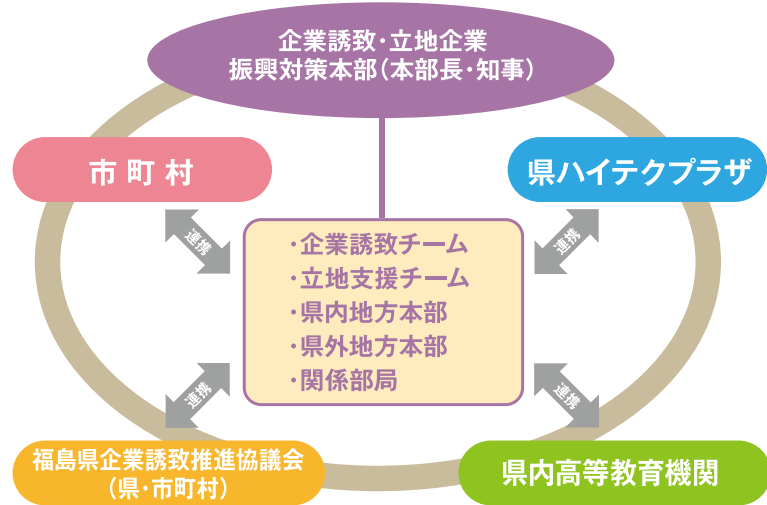 企業誘致・立地企業
振興対策本部（本部長・知事）
市町村
県ハイテクプラザ
連携
連携
・企業誘致チーム
・立地支援チーム
・県内地方本部
・県外地方本部
・関係部局
連携
連携
福島県企業誘致推進協議会
（県・市町村）
県内高等教育機関